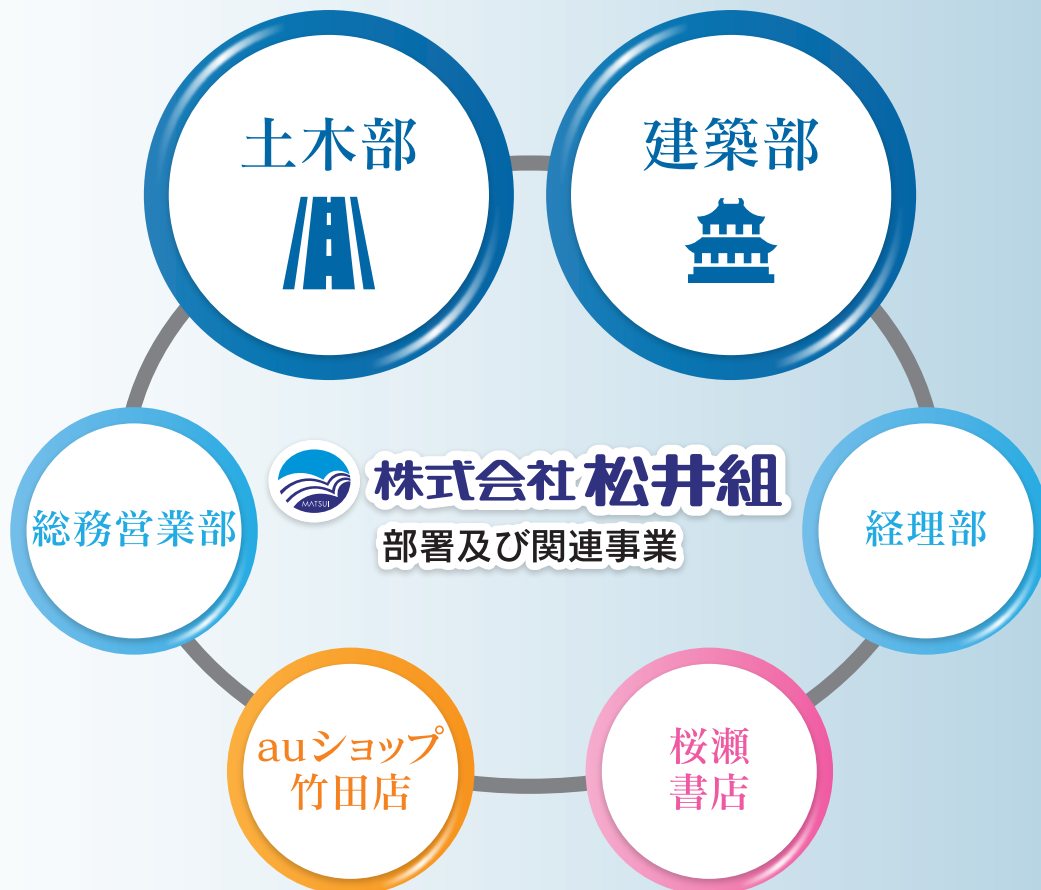 土木部
建築部
MATSUI
株式会社 松井組
部署及び関連事業
総務営業部
経理部
auショップ
竹田店
桜瀬
書店